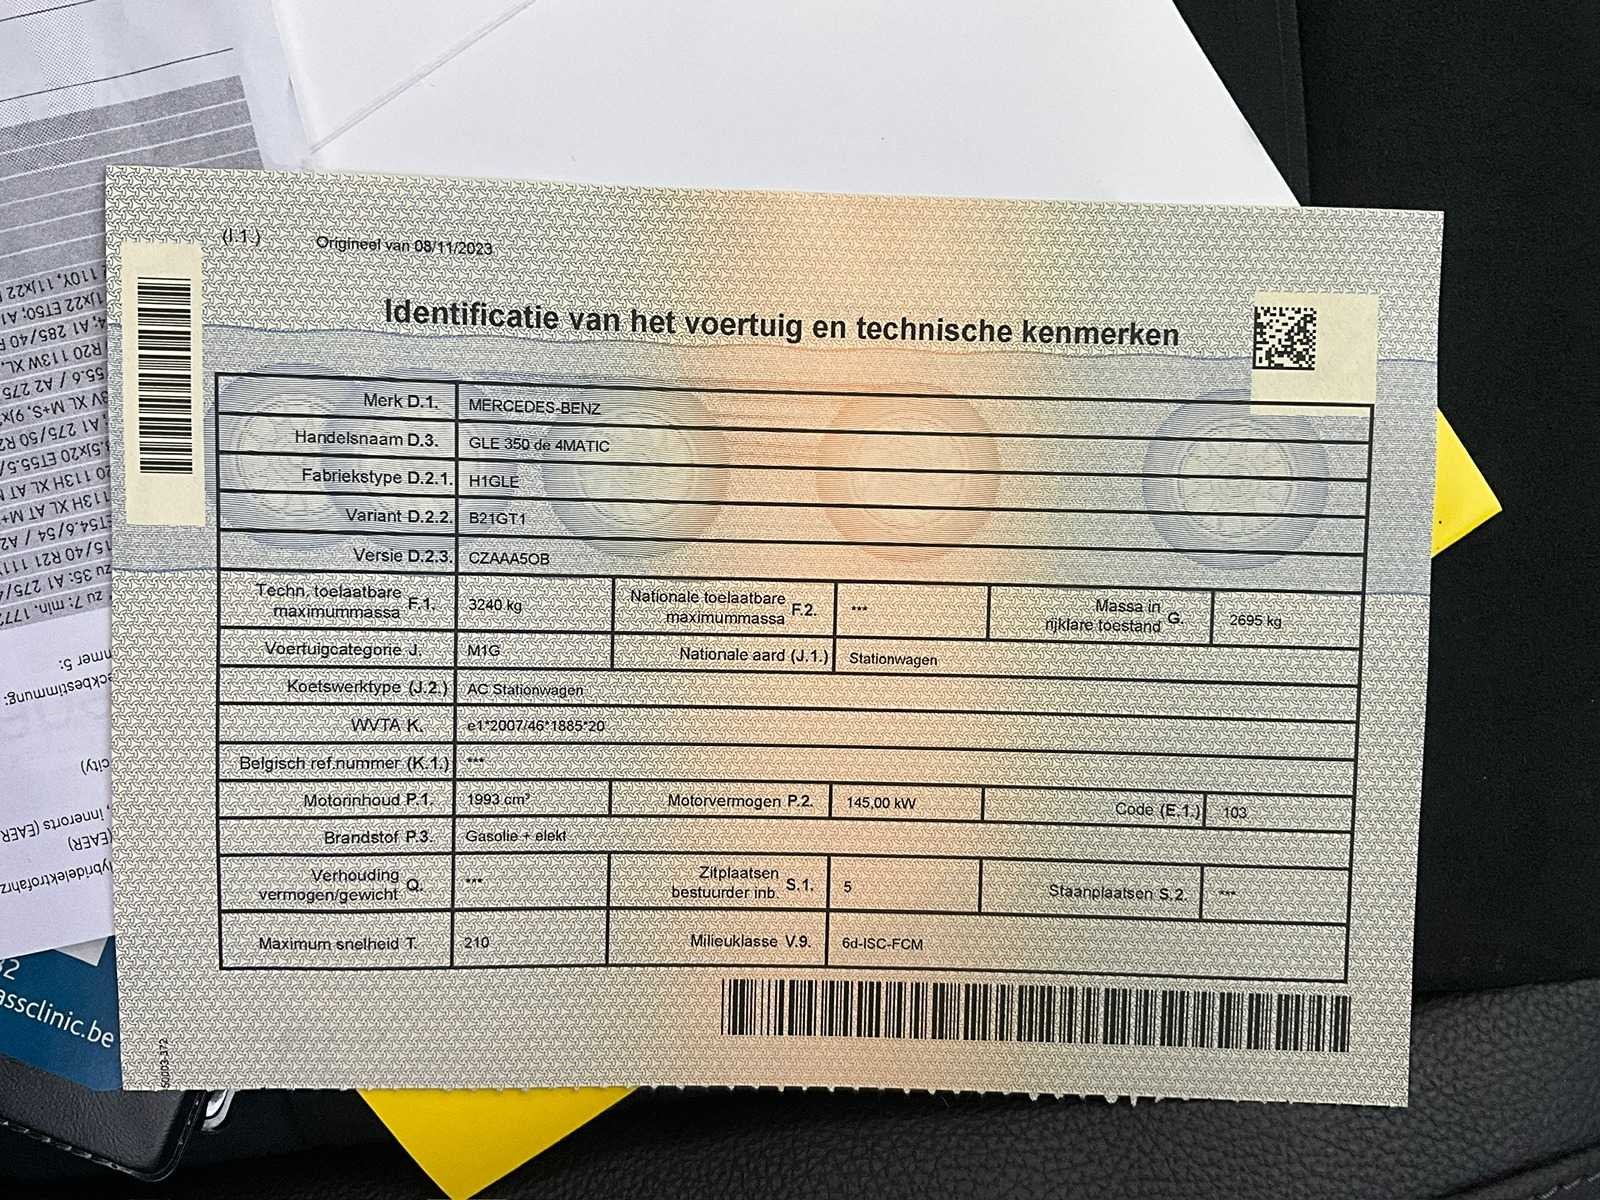 (I.1.) Origineel van 08/11/2023
Identificatie van het voertuig en technische kenmerken
Merk D.1. MERCEDES-BENZ
Handelsnaam D.3. GLE 350 de 4MATIC
Fabriekstype D.2.1. H1GLE
Variant D.2.2. B21GT1
Versie D.2.3. CZAAA5OB
Techn. toelaatbare maximummassa F.1. 3240 kg Nationale toelaatbare maximummassa F.2. *** Massa in rijklare toestand G. 2695 kg
Voertuigcategorie J. M1G Nationale aard (J.1.) Stationwagen
Koetswerktype (J.2.) AC Stationwagen
WVTA K. e1*2007/46*1885*20
Belgisch ref.nummer (K.1.) ***
Motorinhoud P.1. 1993 cm³ Motorvermogen P.2. 145,00 kW Code (E.1.) 103
Brandstof P.3. Gasolie + elekt
Verhouding vermogen/gewicht Q. *** Zitplaatsen bestuurder inb. S.1. 5 Staanplaatsen S.2. ***
Maximum snelheid T. 210 Milieuklasse V.9. 6d-ISC-FCM
assclinic.be